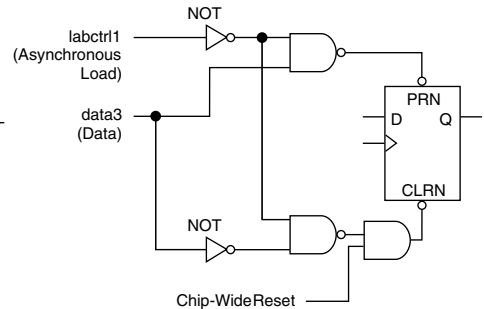 NOT
labctrl1
(Asynchronous
Load)
PRN
data3
(Data)
D Q
CLRN
NOT
Chip-Wide Reset